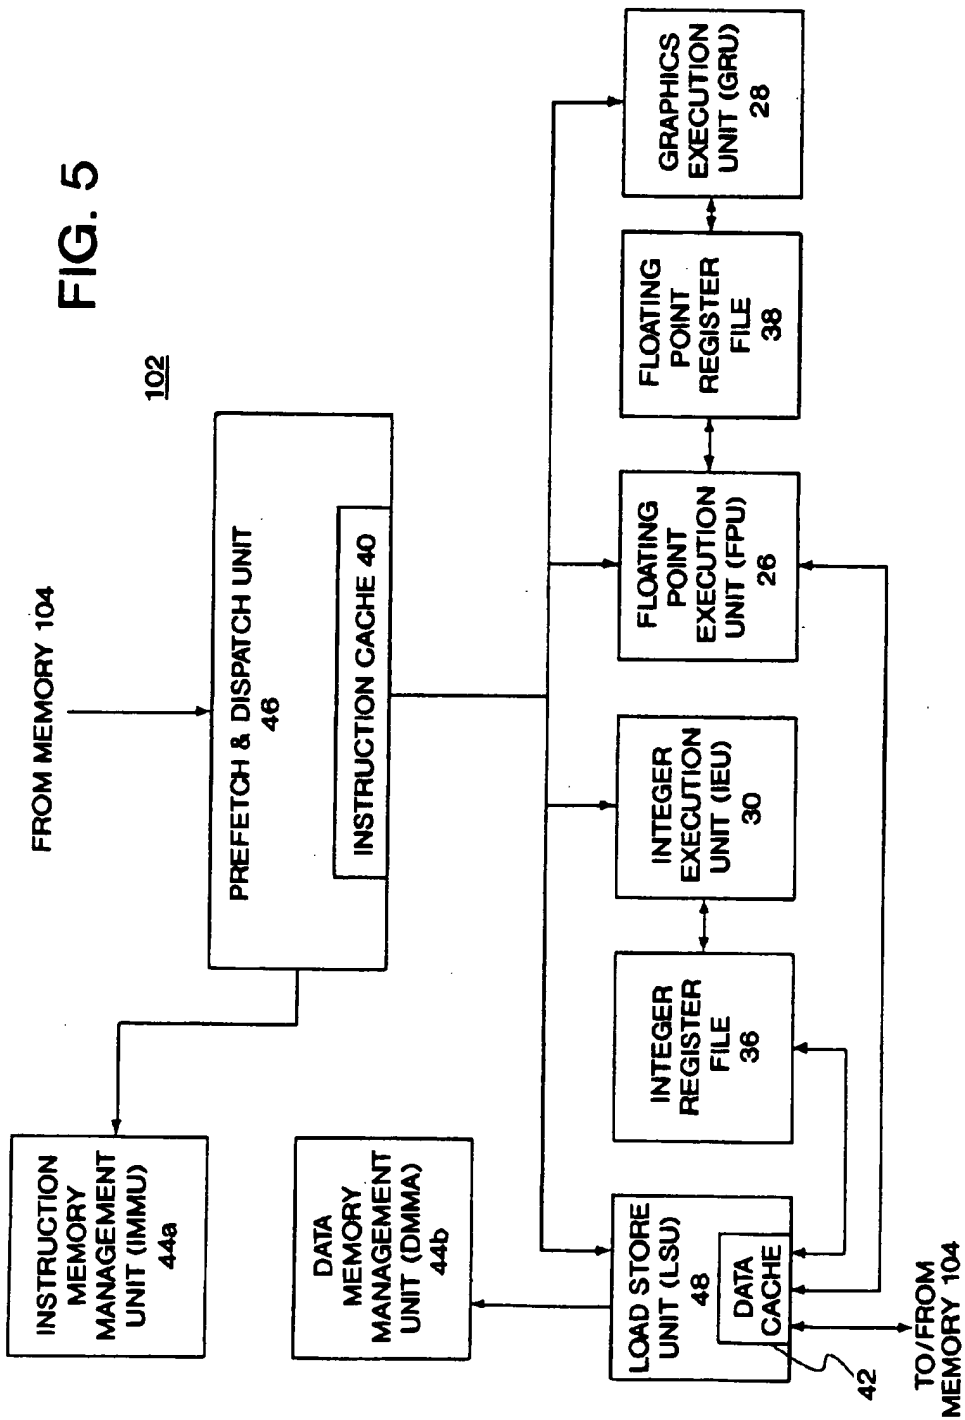 FIG. 5
102
FROM MEMORY 104
PREFETCH & DISPATCH UNIT
46
INSTRUCTION CACHE 40
INSTRUCTION
MEMORY
MANAGEMENT
UNIT (IMMU)
44a
DATA
MEMORY
MANAGEMENT
UNIT (DMMA)
44b
LOAD STORE
UNIT (LSU)
48
DATA
CACHE
42
TO/FROM
MEMORY 104
INTEGER
REGISTER
FILE
36
INTEGER
EXECUTION
UNIT (IEU)
30
FLOATING
POINT
EXECUTION
UNIT (FPU)
26
FLOATING
POINT
REGISTER
FILE
38
GRAPHICS
EXECUTION
UNIT (GRU)
28